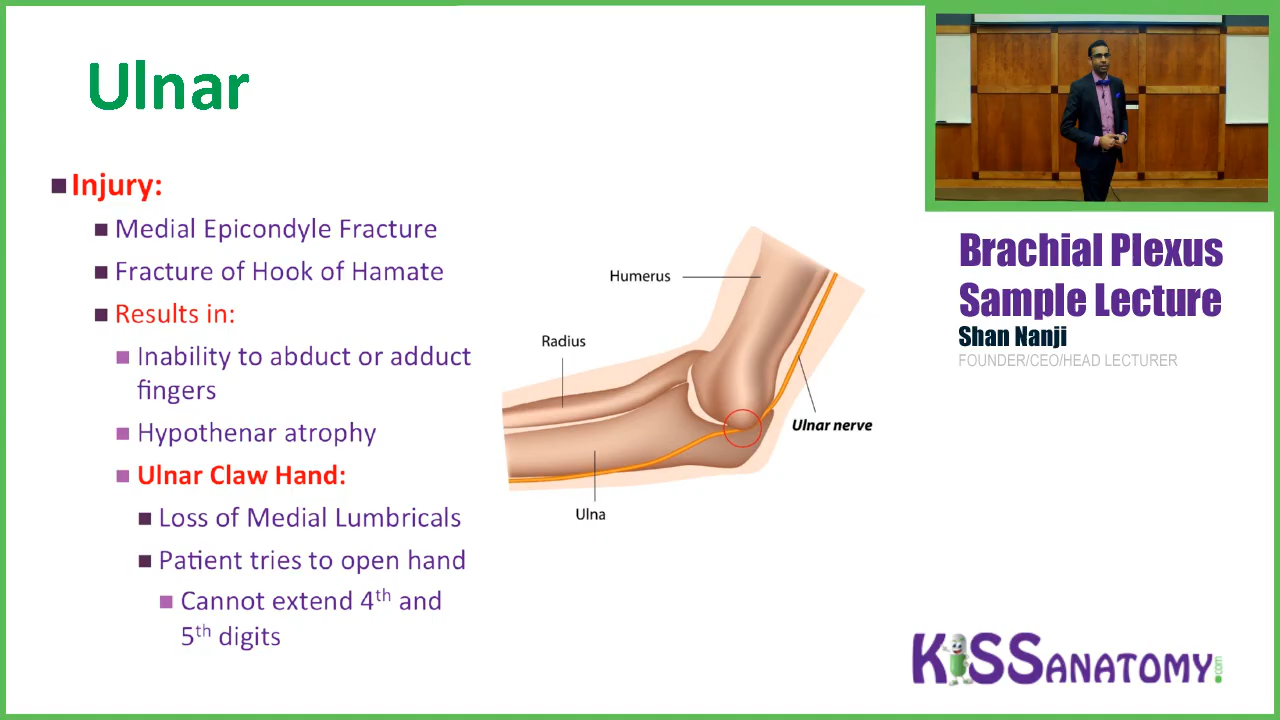 Ulnar
Injury:
Medial Epicondyle Fracture
Fracture of Hook of Hamate
Results in:
Inability to abduct or adduct
fingers
Hypothenar atrophy
Ulnar Claw Hand:
Loss of Medial Lumbricals
Patient tries to open hand
Cannot extend 4th and
5th digits
Humerus
Radius
Ulnar nerve
Ulna
Brachial Plexus
Sample Lecture
Shan Nanji
FOUNDER/CEO/HEAD LECTURER
KiSSANATOMY.com